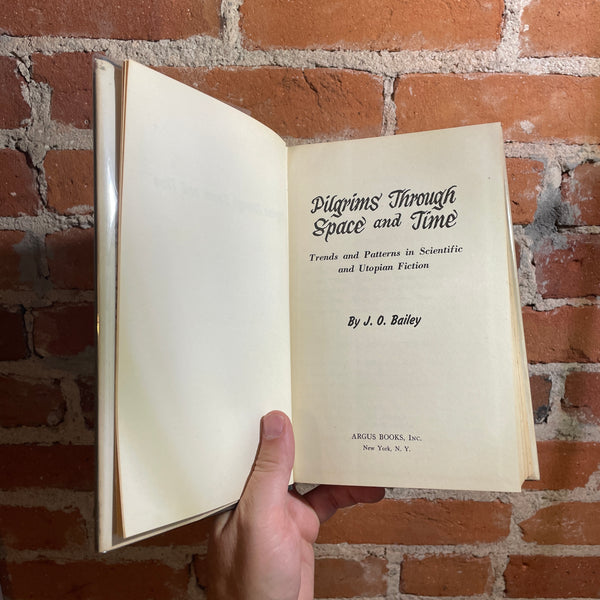 Pilgrims Through
Space and Time
Trends and Patterns in Scientific
and Utopian Fiction
By J. O. Bailey
ARGUS BOOKS, INC.
New York, N. Y.